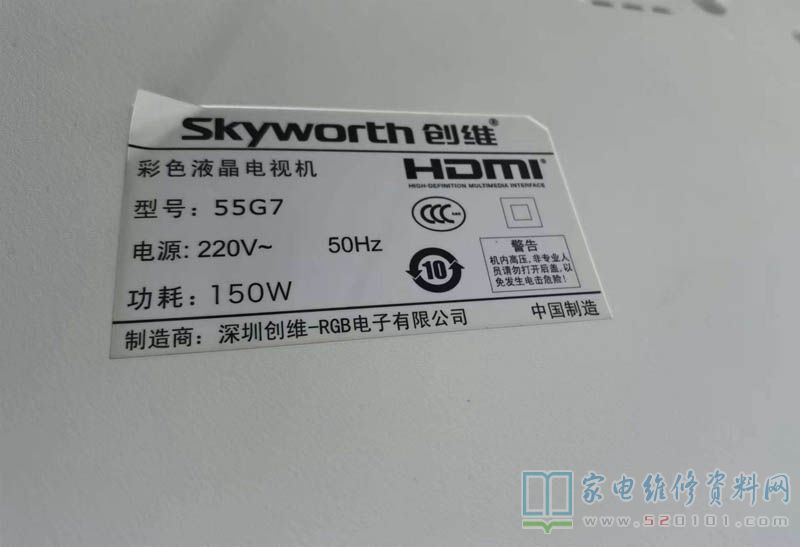 Skyworth 创维®
彩色液晶电视机
HDMI®
HIGH-DEFINITION MULTIMEDIA INTERFACE
型号: 55G7
CCC
电源: 220V~ 50Hz
10
警告
机内高压,非专业人
员请勿打开后盖,以
免发生电击危险!
功耗: 150W
制造商: 深圳创维-RGB电子有限公司 中国制造
家电维修资料网
www.520101.com